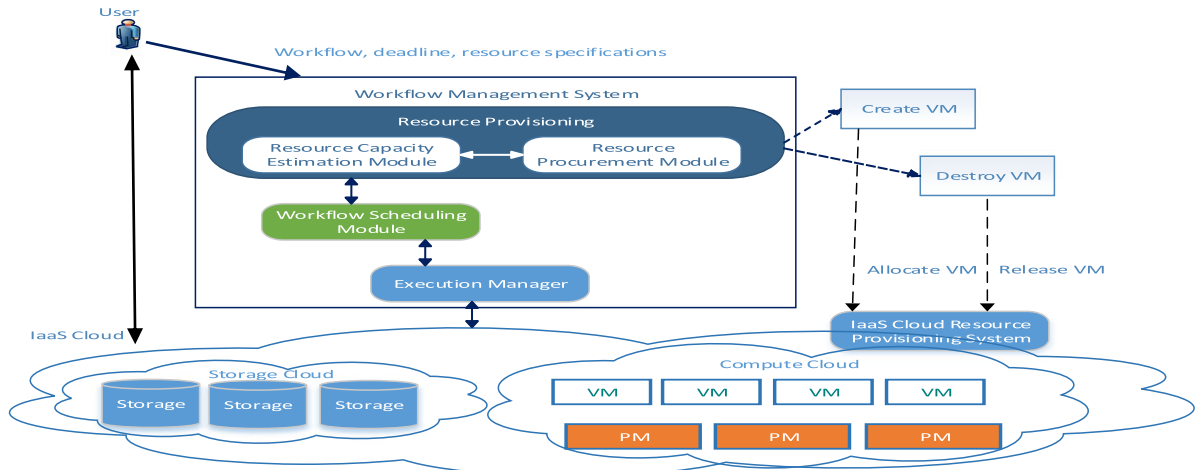 User
Workflow, deadline, resource specifications
Workflow Management System
Resource Provisioning
Resource Capacity
Estimation Module
Resource
Procurement Module
Create VM
Destroy VM
Workflow Scheduling
Module
Execution Manager
Allocate VM
Release VM
IaaS Cloud
IaaS Cloud Resource
Provisioning System
Storage Cloud
Compute Cloud
Storage
Storage
Storage
VM
VM
VM
VM
PM
PM
PM